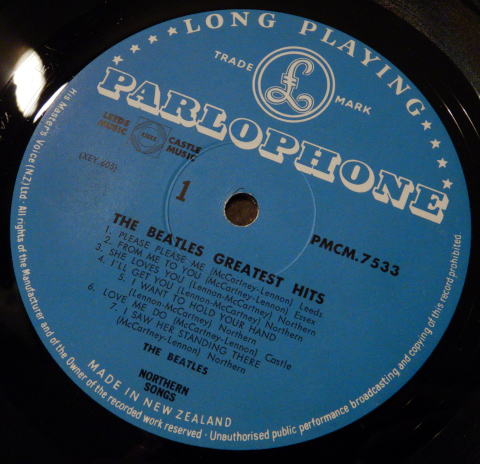 LONG PLAYING
TRADE MARK
£
PARLOPHONE
LEEDS MUSIC
ESSEX
CASTLE MUSIC
(XEY.605)
1
PMCM.7533
THE BEATLES GREATEST HITS
1. PLEASE PLEASE ME (McCartney-Lennon) Leeds
2. FROM ME TO YOU (McCartney-Lennon) Essex
3. SHE LOVES YOU (Lennon-McCartney) Northern
4. I'LL GET YOU (Lennon-McCartney) Northern
5. I WANT TO HOLD YOUR HAND
(Lennon-McCartney) Northern
6. LOVE ME DO (McCartney-Lennon) Castle
7. I SAW HER STANDING THERE
(McCartney-Lennon) Northern
THE BEATLES
NORTHERN
SONGS
MADE IN NEW ZEALAND
His Master's Voice (NZ) Ltd · All rights of the Manufacturer and of the Owner of the recorded work reserved · Unauthorised public performance broadcasting and copying of this record prohibited.